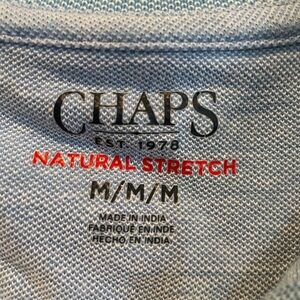 CHAPS
EST 1978
NATURAL STRETCH
M/M/M
MADE IN INDIA
FABRIQUÉ EN INDE
HECHO EN INDIA